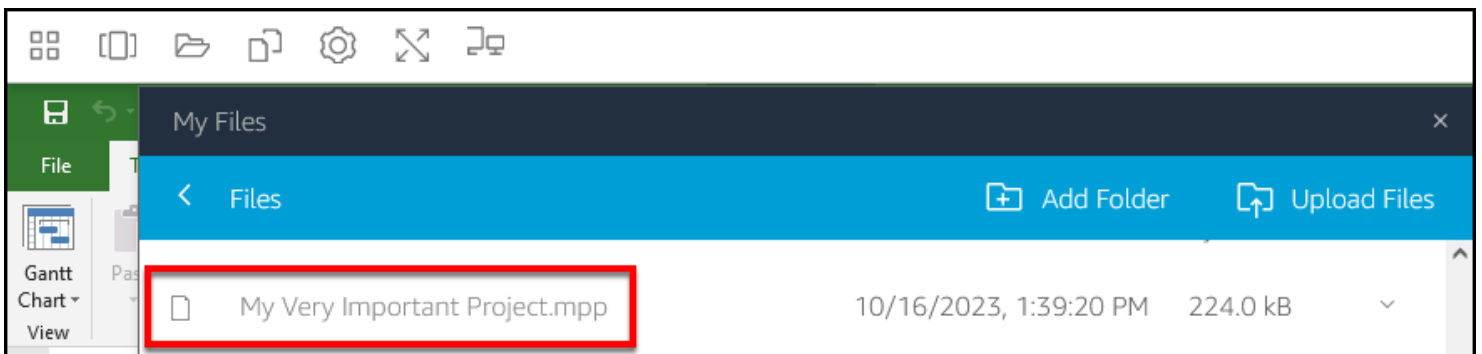 My Files
File
T
Files
Add Folder
Upload Files
Gantt
Chart
View
Pas
My Very Important Project.mpp
10/16/2023, 1:39:20 PM
224.0 kB